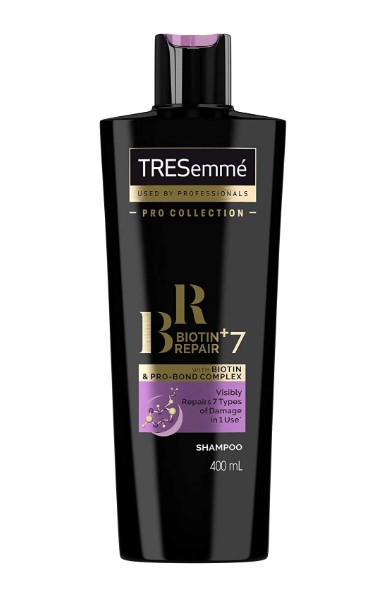 TRESemmé
USED BY PROFESSIONALS
PRO COLLECTION
BR
BIOTIN+7
REPAIR
WITH BIOTIN
& PRO-BOND COMPLEX
Visibly
Repairs 7 Types
of Damage
in 1 Use*
SHAMPOO
400 mL